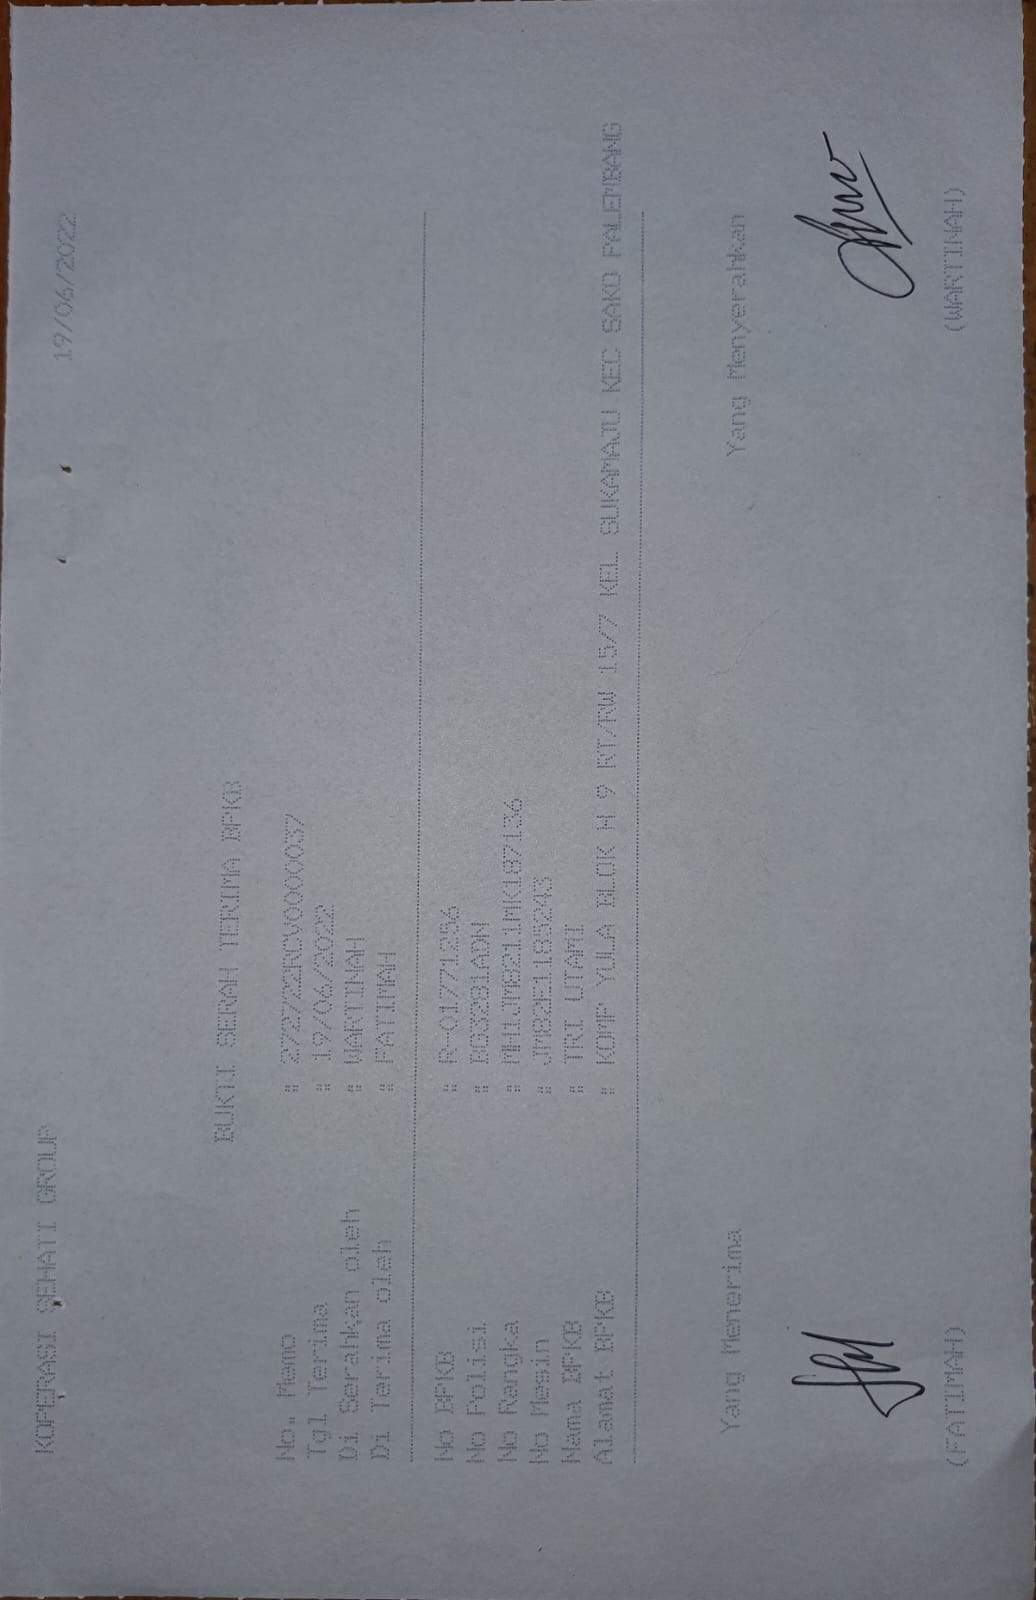 KOPERASI SEHATI GROUP 19/06/2022
BUKTI SERAH TERIMA BPKB
No. Memo : 272722RCV0000037
Tgl Terima : 19/06/2022
Di Serahkan oleh : WARTINAH
Di Terima oleh : FATIMAH
No BPKB : R-01771256
No Polisi : BG3281ADN
No Rangka : MH1JM8211MK187136
No Mesin : JM82E1185243
Nama BPKB : TRI UTAMI
Alamat BPKB : KOMP YULA BLOK H 9 RT/RW 15/7 KEL SUKAMAJU KEC SAKO PALEMBANG
Yang Menerima Yang Menyerahkan
(FATIMAH) (WARTINAH)